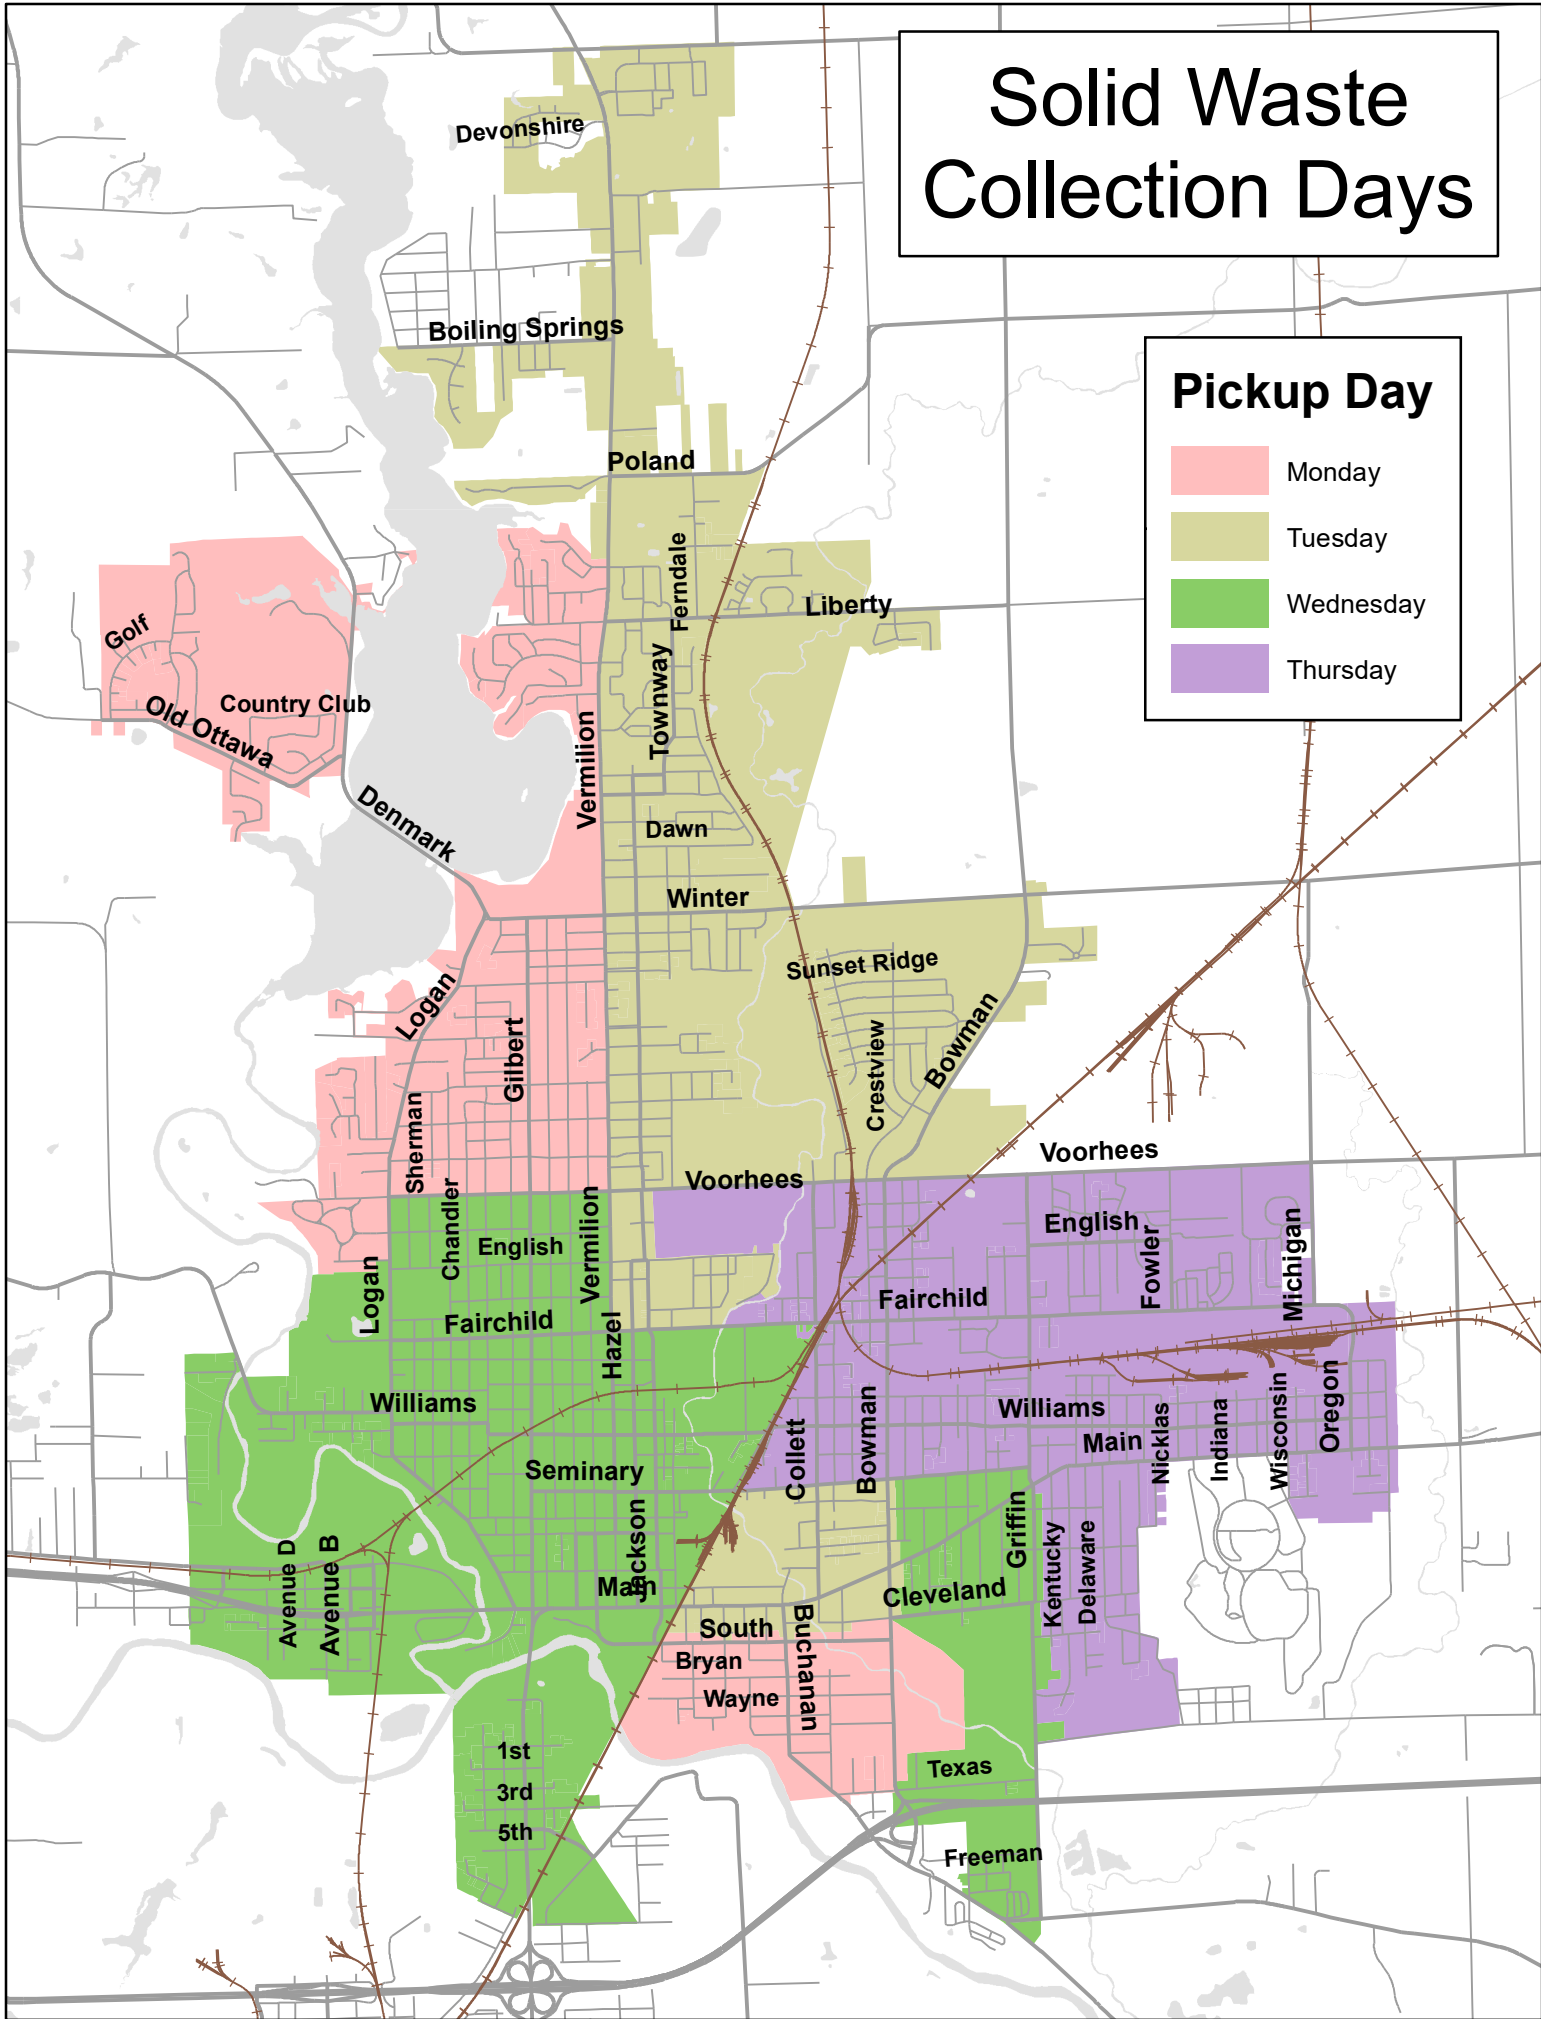 Solid Waste
Collection Days
Pickup Day
Monday
Tuesday
Wednesday
Thursday
Devonshire
Boiling Springs
Poland
Ferndale
Liberty
Golf
Country Club
Old Ottawa
Townway
Vermilion
Denmark
Dawn
Winter
Sunset Ridge
Logan
Gilbert
Crestview
Bowman
Sherman
Voorhees
Voorhees
Chandler
Vermilion
English
English
Fowler
Michigan
Logan
Fairchild
Fairchild
Hazel
Williams
Williams
Main
Collett
Bowman
Nicklas
Indiana
Wisconsin
Oregon
Seminary
Jackson
Griffin
Kentucky
Delaware
Avenue D
Avenue B
Main
Cleveland
South
Buchanan
Bryan
Wayne
1st
3rd
5th
Texas
Freeman